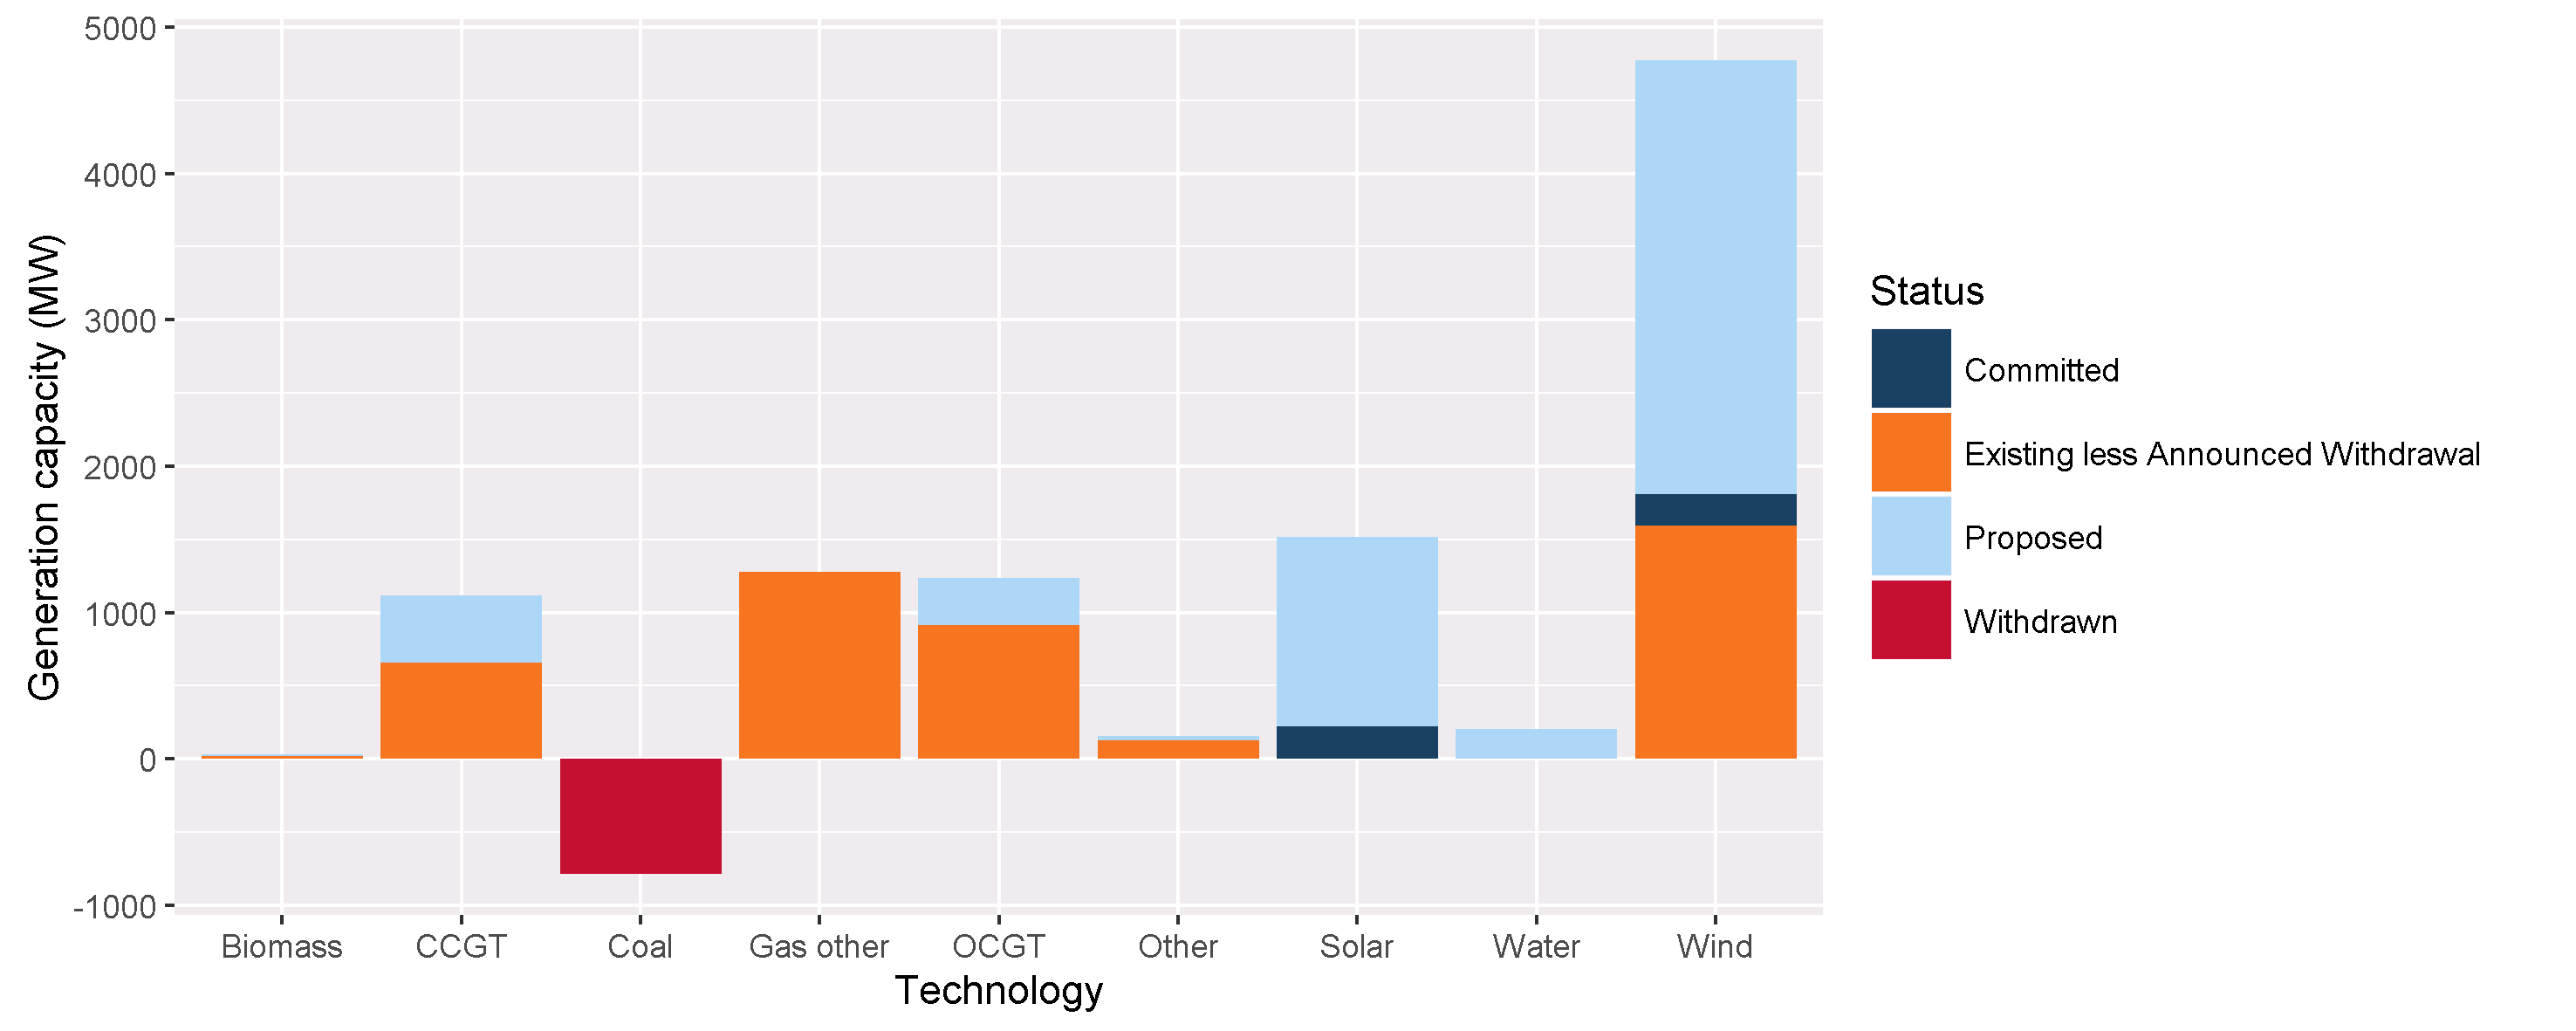 5000
4000
3000
2000
1000
0
-1000
Generation capacity (MW)
Biomass CCGT Coal Gas other OCGT Other Solar Water Wind
Technology
Status
Committed
Existing less Announced Withdrawal
Proposed
Withdrawn